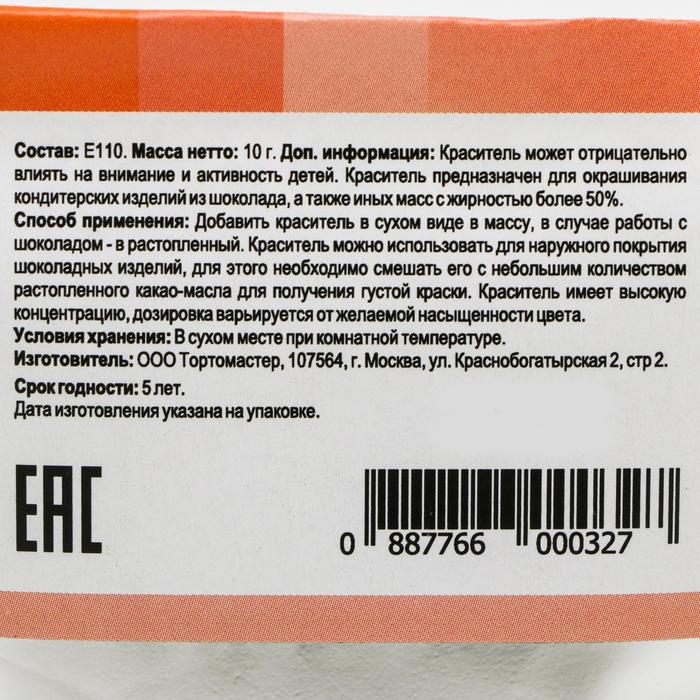 Состав: Е110. Масса нетто: 10 г. Доп. информация: Краситель может отрицательно
влиять на внимание и активность детей. Краситель предназначен для окрашивания
кондитерских изделий из шоколада, а также иных масс с жирностью более 50%.
Способ применения: Добавить краситель в сухом виде в массу, в случае работы с
шоколадом - в растопленный. Краситель можно использовать для наружного покрытия
шоколадных изделий, для этого необходимо смешать его с небольшим количеством
растопленного какао-масла для получения густой краски. Краситель имеет высокую
концентрацию, дозировка варьируется от желаемой насыщенности цвета.
Условия хранения: В сухом месте при комнатной температуре.
Изготовитель: ООО Тортомастер, 107564, г. Москва, ул. Краснобогатырская 2, стр 2.
Срок годности: 5 лет.
Дата изготовления указана на упаковке.
EAC
0 887766 000327